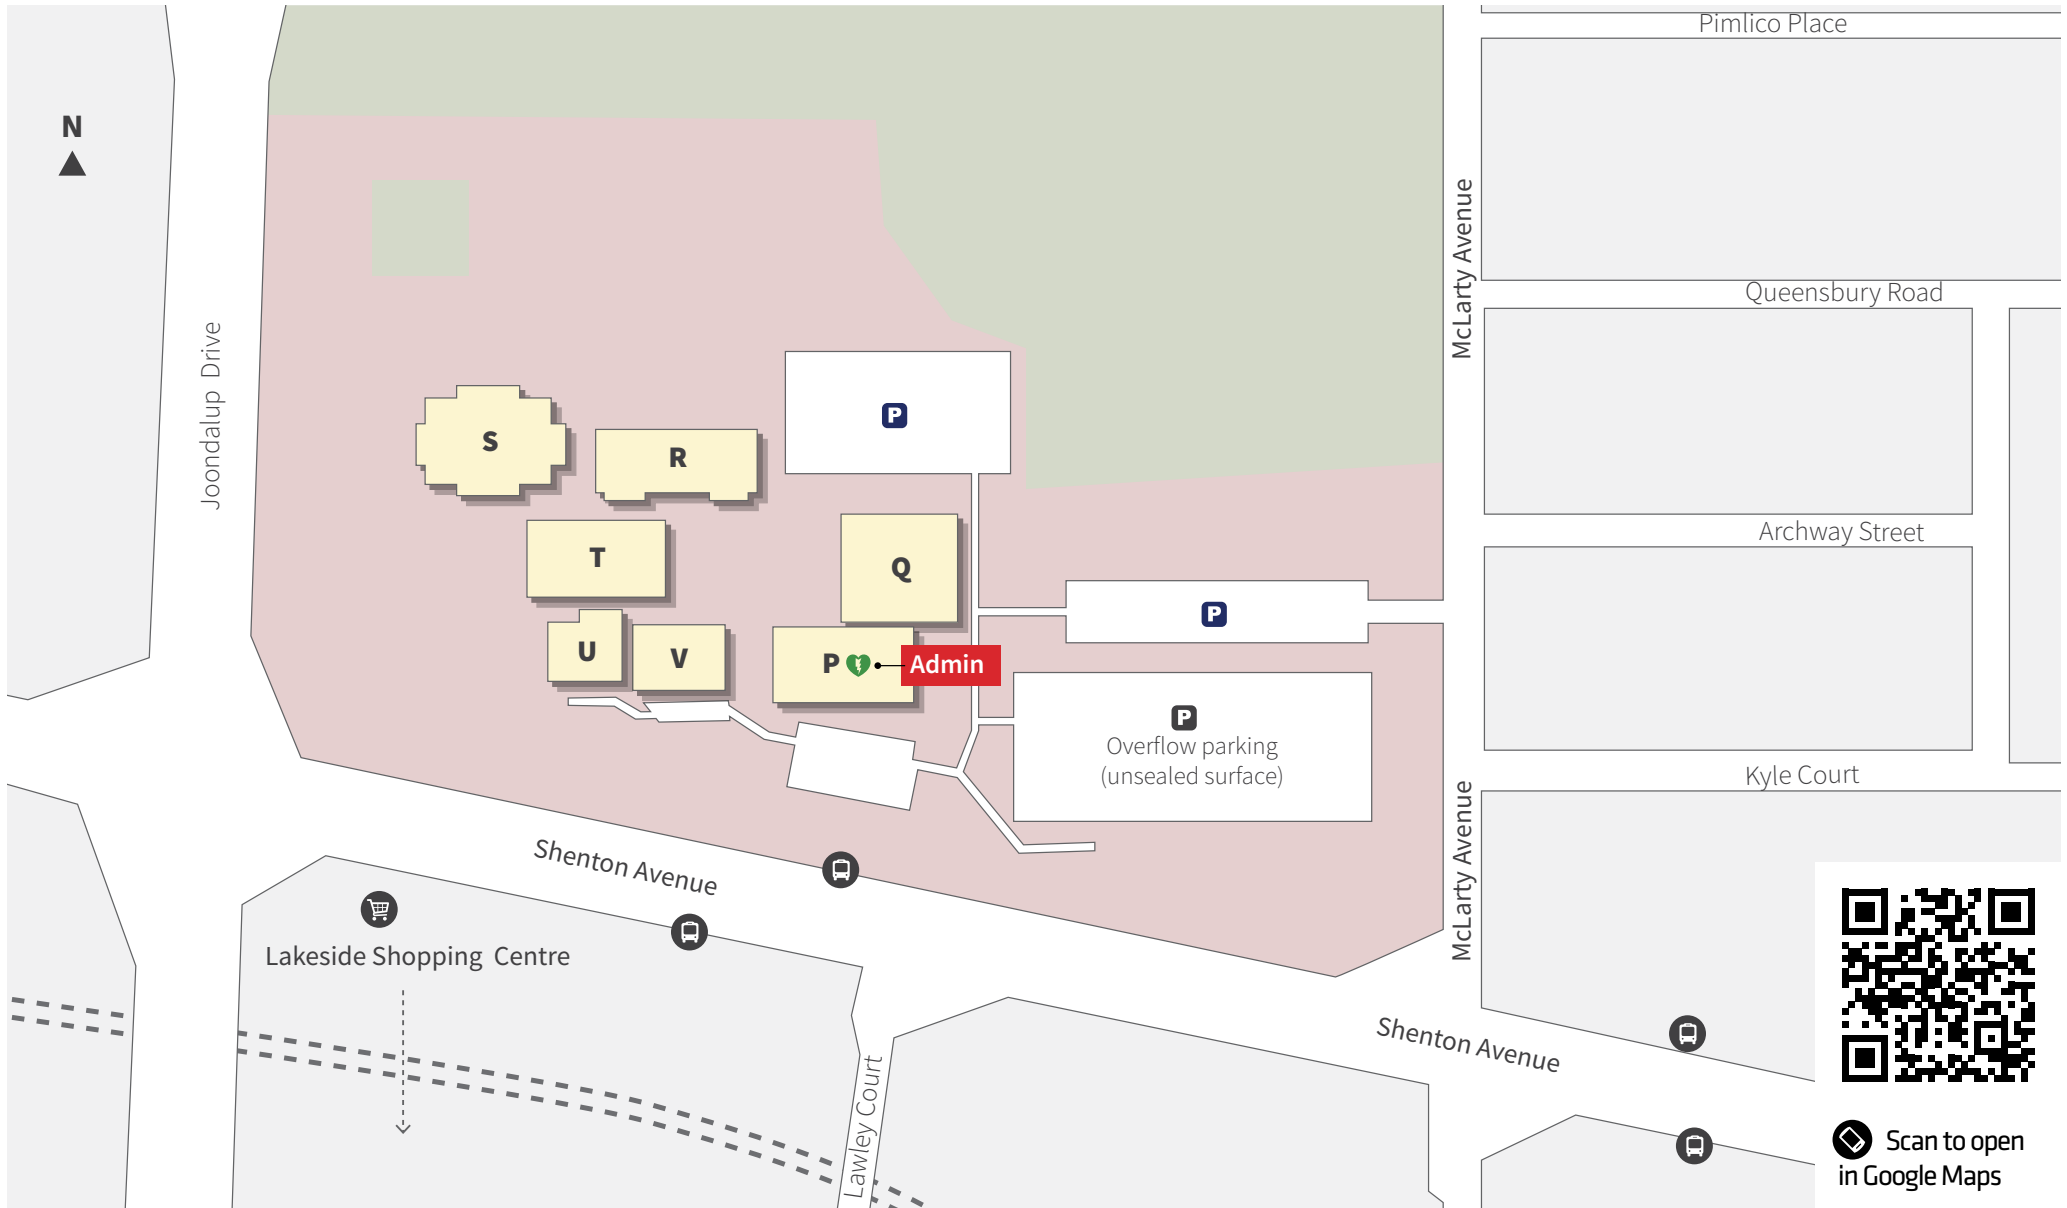 Pimlico Place
N
McLarty Avenue
Queensbury Road
Joondalup Drive
P
S
R
Archway Street
T
Q
P
U
V
P
Admin
P
Overflow parking
(unsealed surface)
Kyle Court
McLarty Avenue
Shenton Avenue
Lakeside Shopping Centre
Shenton Avenue
Lawley Court
Scan to open
in Google Maps